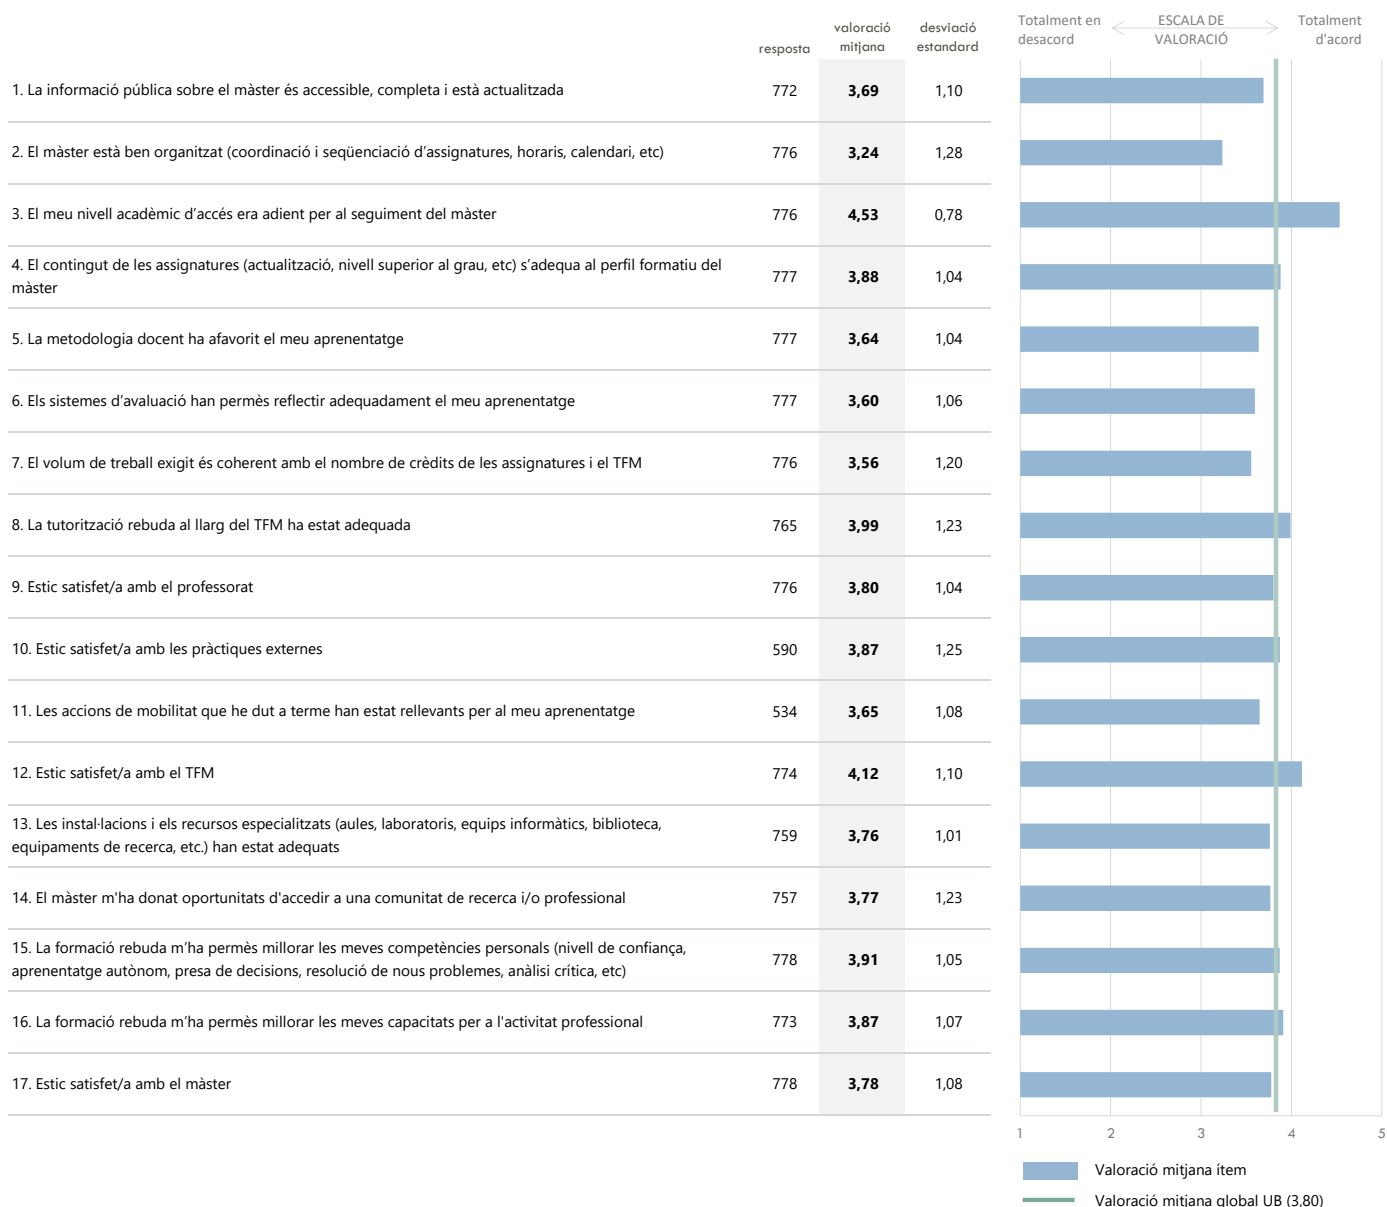 resposta
valoració
mitjana
desviació
estandard
Totalment en
desacord
ESCALA DE
VALORACIÓ
Totalment
d'acord
1. La informació pública sobre el màster és accessible, completa i està actualitzada 772 3,69 1,10
2. El màster està ben organitzat (coordinació i seqüenciació d’assignatures, horaris, calendari, etc) 776 3,24 1,28
3. El meu nivell acadèmic d’accés era adient per al seguiment del màster 776 4,53 0,78
4. El contingut de les assignatures (actualització, nivell superior al grau, etc) s’adequa al perfil formatiu del
màster 777 3,88 1,04
5. La metodologia docent ha afavorit el meu aprenentatge 777 3,64 1,04
6. Els sistemes d’avaluació han permès reflectir adequadament el meu aprenentatge 777 3,60 1,06
7. El volum de treball exigit és coherent amb el nombre de crèdits de les assignatures i el TFM 776 3,56 1,20
8. La tutorització rebuda al llarg del TFM ha estat adequada 765 3,99 1,23
9. Estic satisfet/a amb el professorat 776 3,80 1,04
10. Estic satisfet/a amb les pràctiques externes 590 3,87 1,25
11. Les accions de mobilitat que he dut a terme han estat rellevants per al meu aprenentatge 534 3,65 1,08
12. Estic satisfet/a amb el TFM 774 4,12 1,10
13. Les instal·lacions i els recursos especialitzats (aules, laboratoris, equips informàtics, biblioteca,
equipaments de recerca, etc.) han estat adequats 759 3,76 1,01
14. El màster m'ha donat oportunitats d'accedir a una comunitat de recerca i/o professional 757 3,77 1,23
15. La formació rebuda m’ha permès millorar les meves competències personals (nivell de confiança,
aprenentatge autònom, presa de decisions, resolució de nous problemes, anàlisi crítica, etc) 778 3,91 1,05
16. La formació rebuda m’ha permès millorar les meves capacitats per a l'activitat professional 773 3,87 1,07
17. Estic satisfet/a amb el màster 778 3,78 1,08
1 2 3 4 5
Valoració mitjana ítem
Valoració mitjana global UB (3,80)